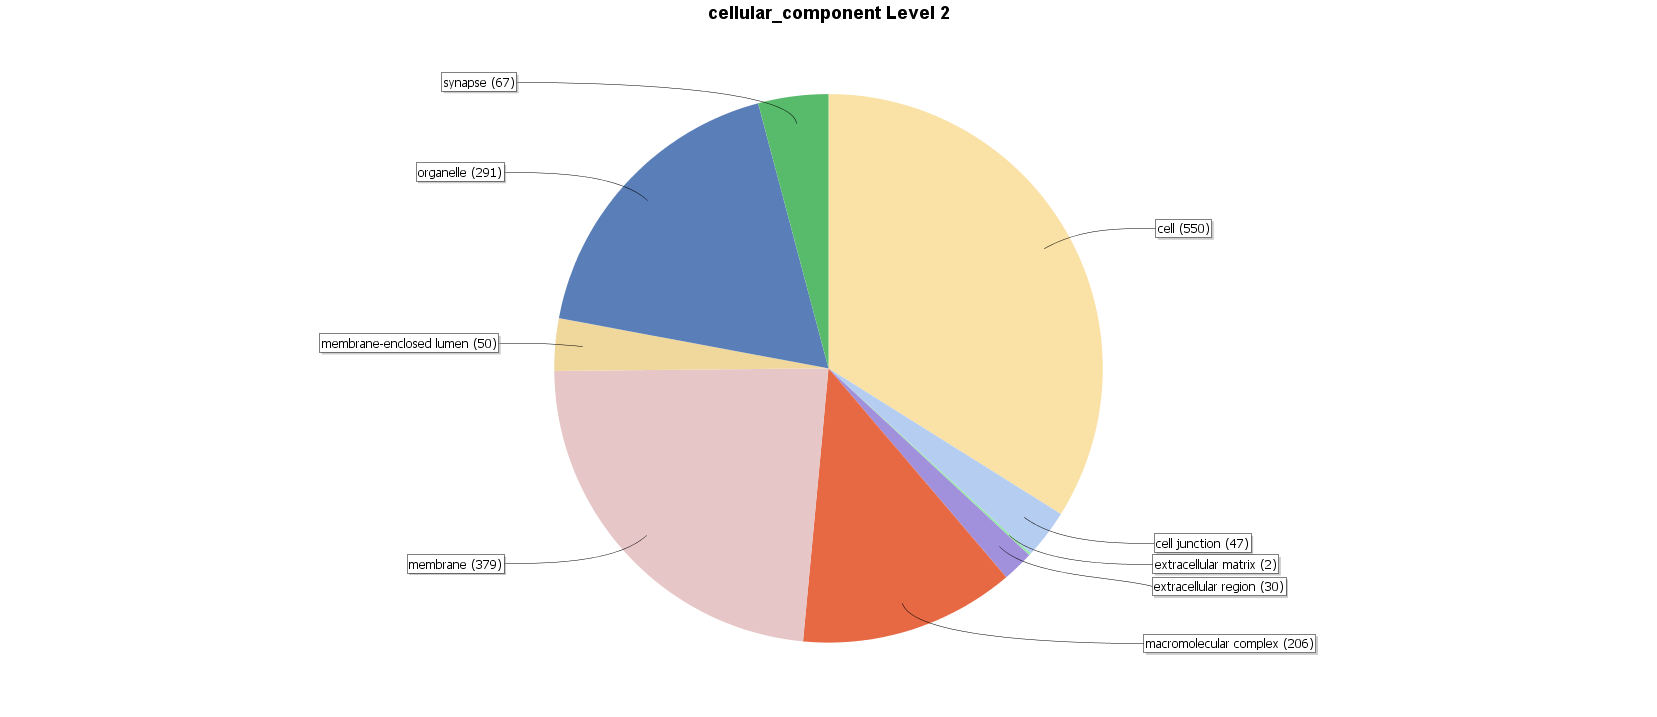 cellular_component Level 2
synapse (67)
organelle (291)
cell (550)
membrane-enclosed lumen (50)
cell junction (47)
extracellular matrix (2)
membrane (379)
extracellular region (30)
macromolecular complex (206)